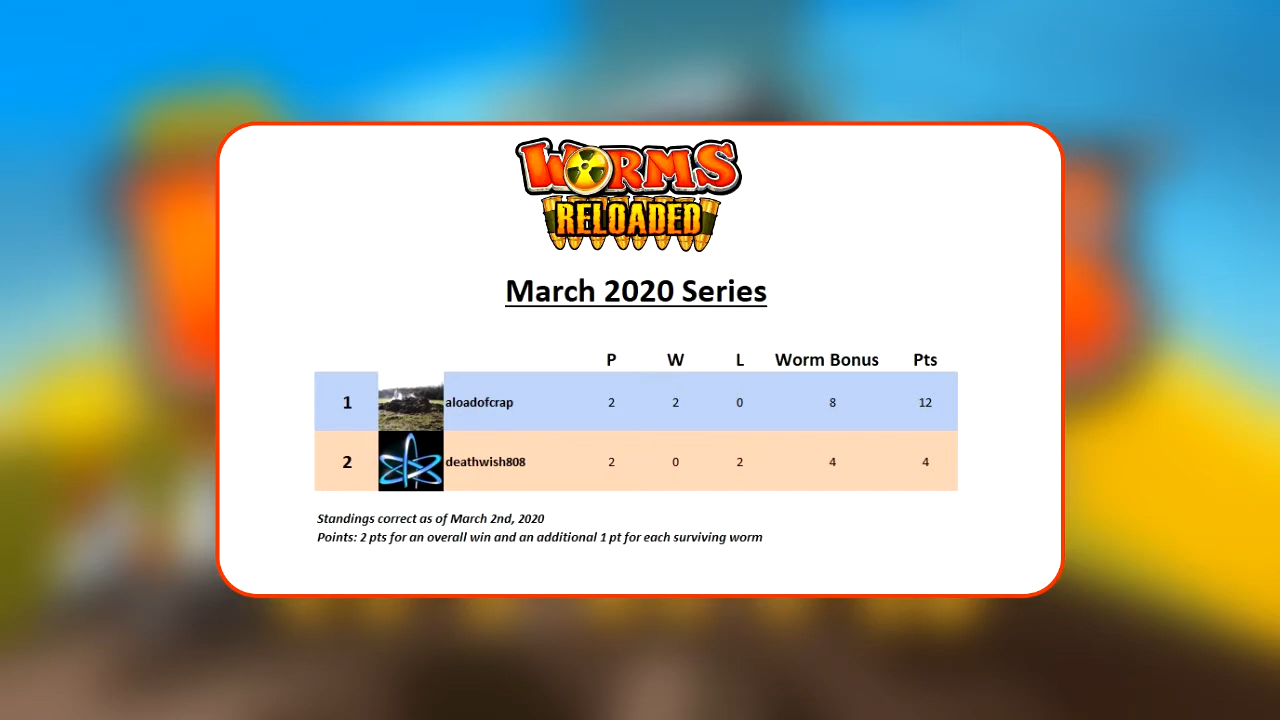 WORMS
RELOADED
March 2020 Series
P W L Worm Bonus Pts
1 aloadofcrap 2 2 0 8 12
2 deathwish808 2 0 2 4 4
Standings correct as of March 2nd, 2020
Points: 2 pts for an overall win and an additional 1 pt for each surviving worm